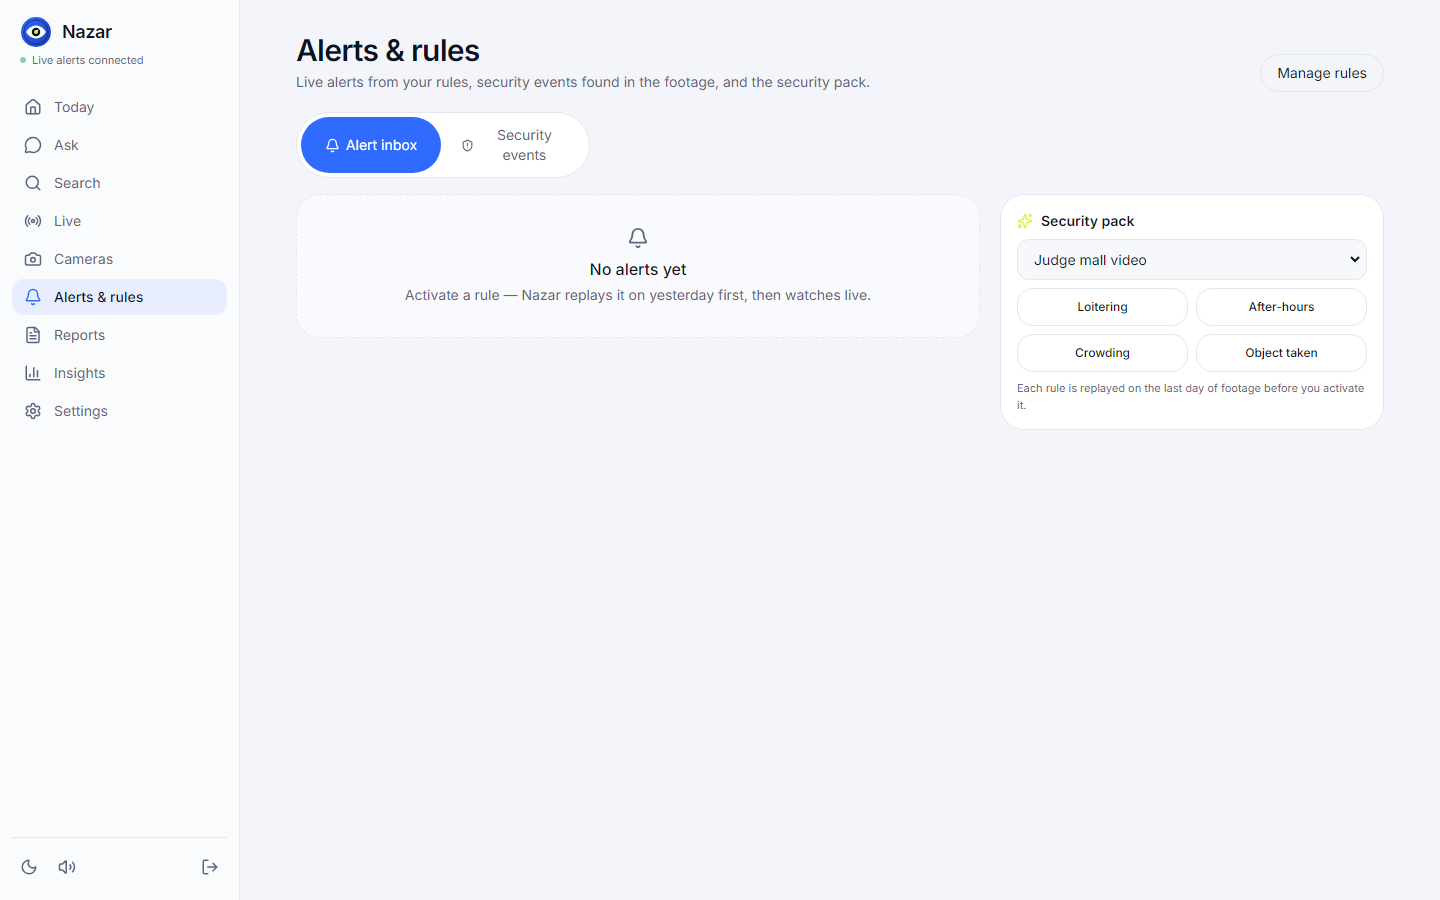 Nazar
Live alerts connected
Today
Ask
Search
Live
Cameras
Alerts & rules
Reports
Insights
Settings
Alerts & rules
Live alerts from your rules, security events found in the footage, and the security pack.
Manage rules
Alert inbox
Security
events
No alerts yet
Activate a rule — Nazar replays it on yesterday first, then watches live.
Security pack
Judge mall video
Loitering
After-hours
Crowding
Object taken
Each rule is replayed on the last day of footage before you activate
it.